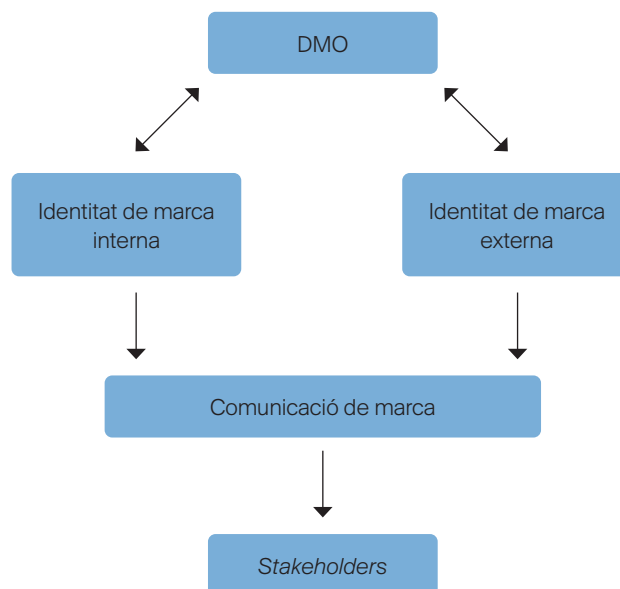 DMO
Identitat de marca
interna
Identitat de marca
externa
Comunicació de marca
Stakeholders